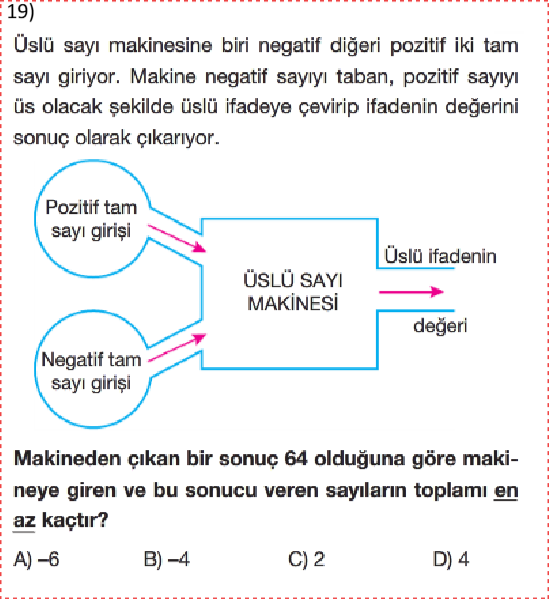 19)
Üslü sayı makinesine biri negatif diğeri pozitif iki tam
sayı giriyor. Makine negatif sayıyı taban, pozitif sayıyı
üs olacak şekilde üslü ifadeye çevirip ifadenin değerini
sonuç olarak çıkarıyor.
Pozitif tam
sayı girişi
ÜSLÜ SAYI
MAKİNESİ
Üslü ifadenin
değeri
Negatif tam
sayı girişi
Makineden çıkan bir sonuç 64 olduğuna göre maki-
neye giren ve bu sonucu veren sayıların toplamı en
az kaçtır?
A) –6 B) –4 C) 2 D) 4